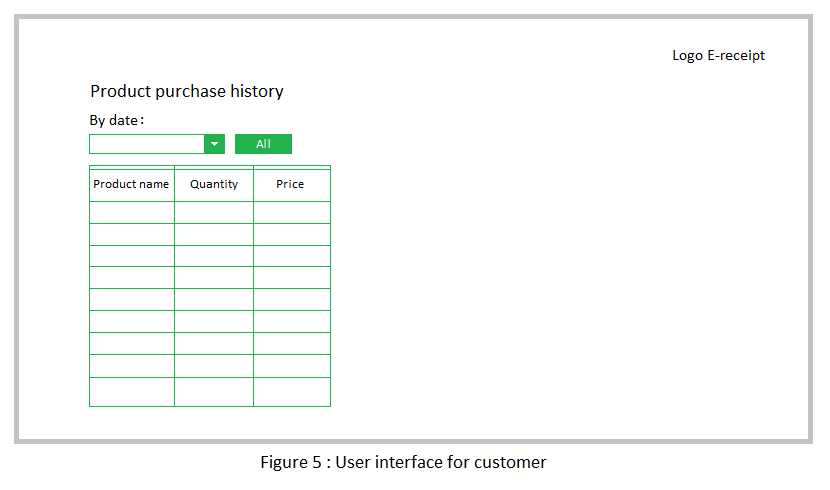 Logo E-receipt
Product purchase history
By date:
All
Product name Quantity Price
Figure 5 : User interface for customer